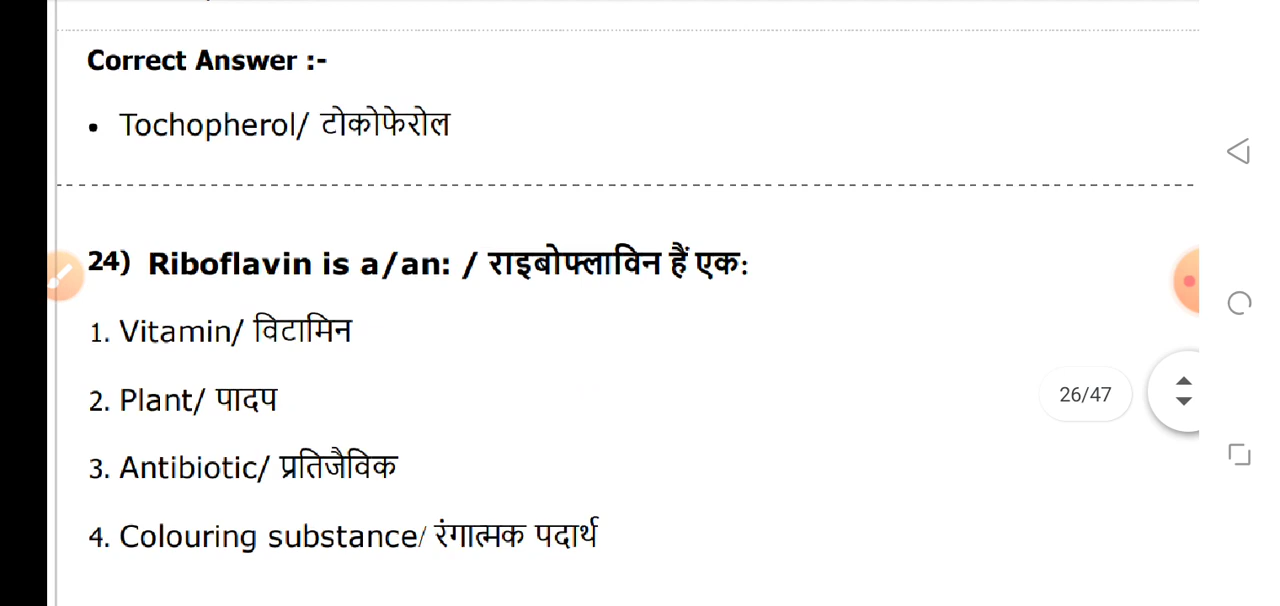 Correct Answer :-
• Tochopherol/ टोकोफेरोल
24) Riboflavin is a/an: / राइबोफ्लाविन हैं एक:
1. Vitamin/ विटामिन
2. Plant/ पादप
26/47
3. Antibiotic/ प्रतिजैविक
4. Colouring substance/ रंगात्मक पदार्थ